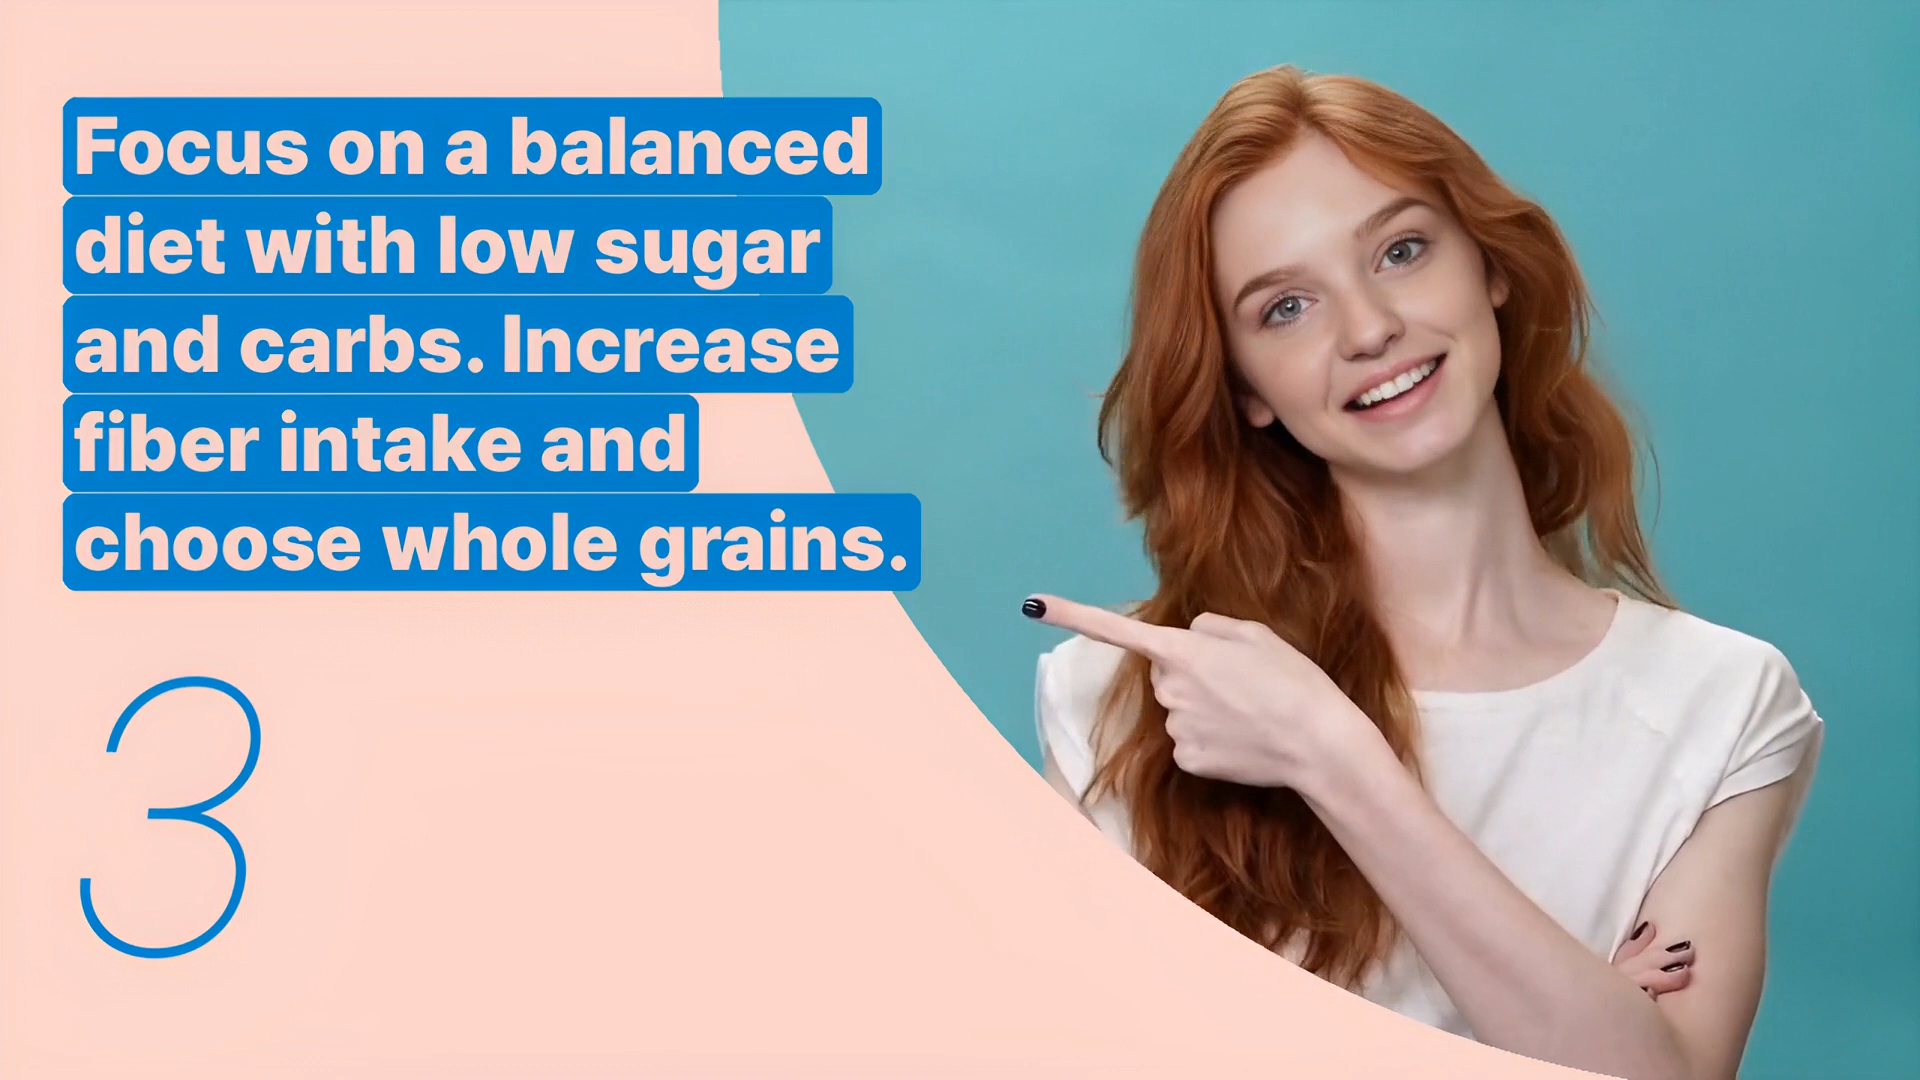 Focus on a balanced
diet with low sugar
and carbs. Increase
fiber intake and
choose whole grains.
3